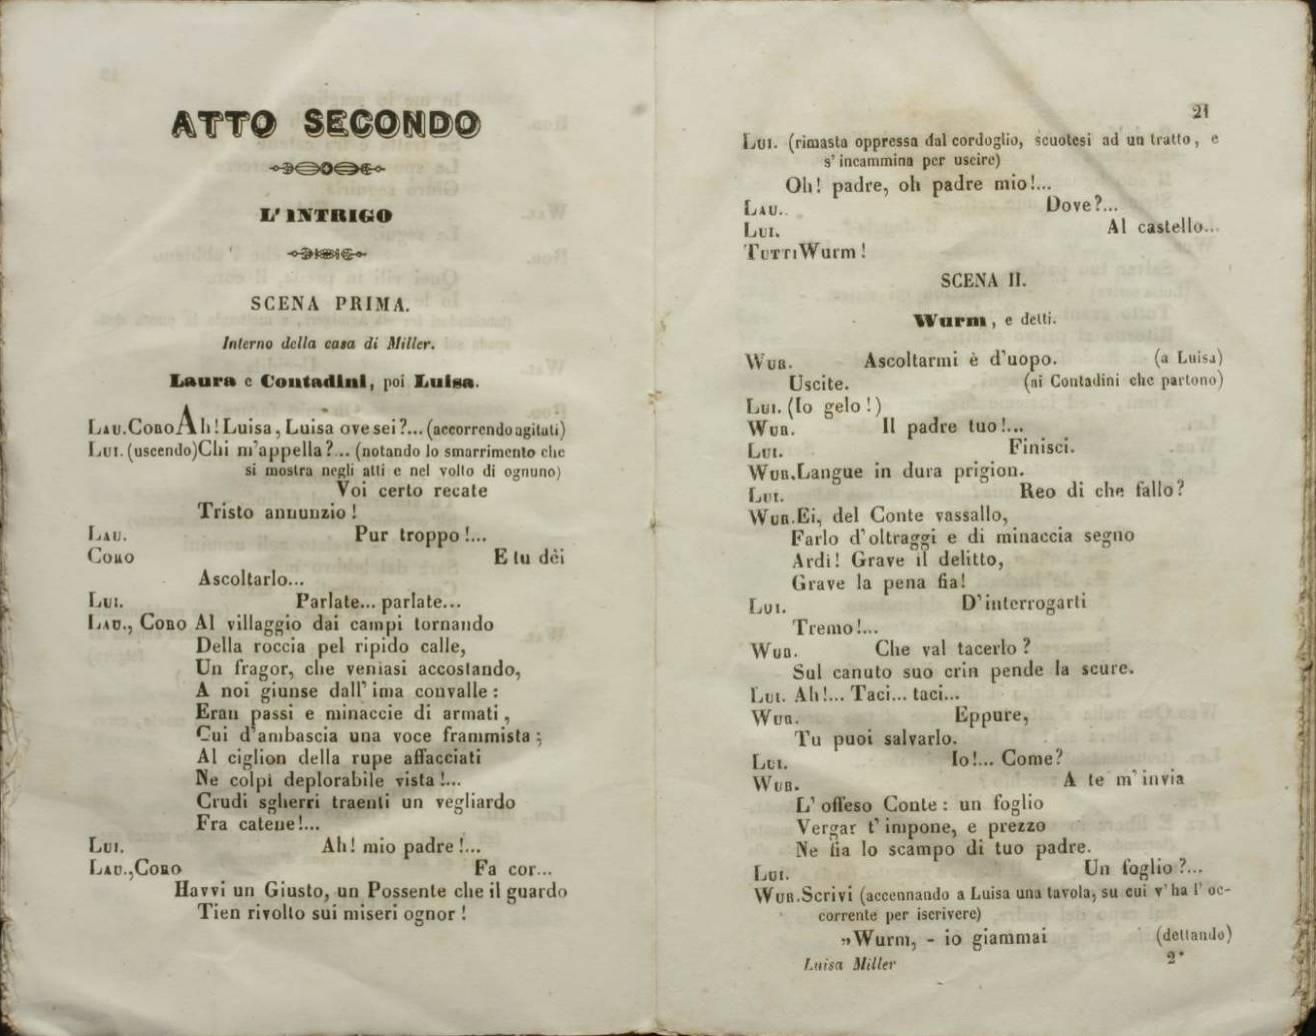 ATTO SECONDO
L'INTRIGO
SCENA PRIMA.
Interno della casa di Miller.
Laura e Contadini, poi Luisa.
LAU. CORO Ah! Luisa, Luisa ove sei?... (accorrendo agitati)
LUI. (uscendo) Chi m'appella?... (notando lo smarrimento che
si mostra negli atti e nel volto di ognuno)
Voi certo recate
Tristo annunzio!
LAU. Pur troppo!...
CORO E tu dèi
Ascoltarlo...
LUI. Parlate... parlate...
LAU., CORO Al villaggio dai campi tornando
Della roccia pel ripido calle,
Un fragor, che veniasi accostando,
A noi giunse dall' ima convalle:
Eran passi e minaccie di armati,
Cui d'ambascia una voce frammista;
Al ciglion della rupe affacciati
Ne colpì deplorabile vista!...
Crudi sgherri traenti un vegliardo
Fra catene!...
LUI. Ah! mio padre!...
LAU., CORO Fa cor...
Havvi un Giusto, un Possente che il guardo
Tien rivolto sui miseri ognor!
21
LUI. (rimasta oppressa dal cordoglio, scuotesi ad un tratto, e
s' incammina per uscire)
Oh! padre, oh padre mio!...
LAU. Dove?...
LUI. Al castello...
TUTTI Wurm!
SCENA II.
Wurm, e detti.
WUR. Ascoltarmi è d'uopo. (a Luisa)
Uscite. (ai Contadini che partono)
LUI. (Io gelo!)
WUR. Il padre tuo!...
LUI. Finisci.
WUR. Langue in dura prigion.
LUI. Reo di che fallo?
WUR. Ei, del Conte vassallo,
Farlo d'oltraggi e di minaccia segno
Ardì! Grave il delitto,
Grave la pena fia!
LUI. D'interrogarti
Tremo!...
WUR. Che val tacerlo?
Sul canuto suo crin pende la scure.
LUI. Ah!... Taci... taci...
WUR. Eppure,
Tu puoi salvarlo.
LUI. Io!... Come?
WUR. A te m'invia
L' offeso Conte: un foglio
Vergar t'impone, e prezzo
Ne fia lo scampo di tuo padre.
LUI. Un foglio?...
WUR. Scrivi (accennando a Luisa una tavola, su cui v'ha l' oc-
corrente per iscrivere)
»Wurm, - io giammai (dettando)
Luisa Miller 2*